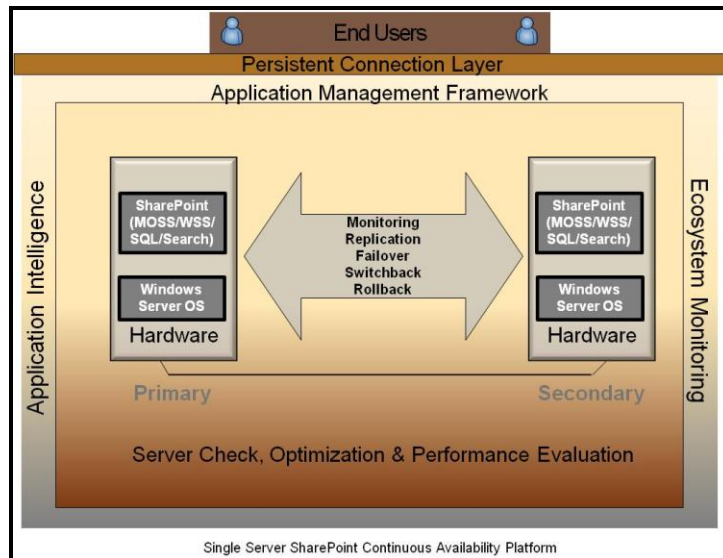 End Users
Persistent Connection Layer
Application Management Framework
Application Intelligence
Ecosystem Monitoring
SharePoint
(MOSS/WSS/
SQL/Search)
Windows
Server OS
Hardware
Primary
Monitoring
Replication
Failover
Switchback
Rollback
SharePoint
(MOSS/WSS/
SQL/Search)
Windows
Server OS
Hardware
Secondary
Server Check, Optimization & Performance Evaluation
Single Server SharePoint Continuous Availability Platform